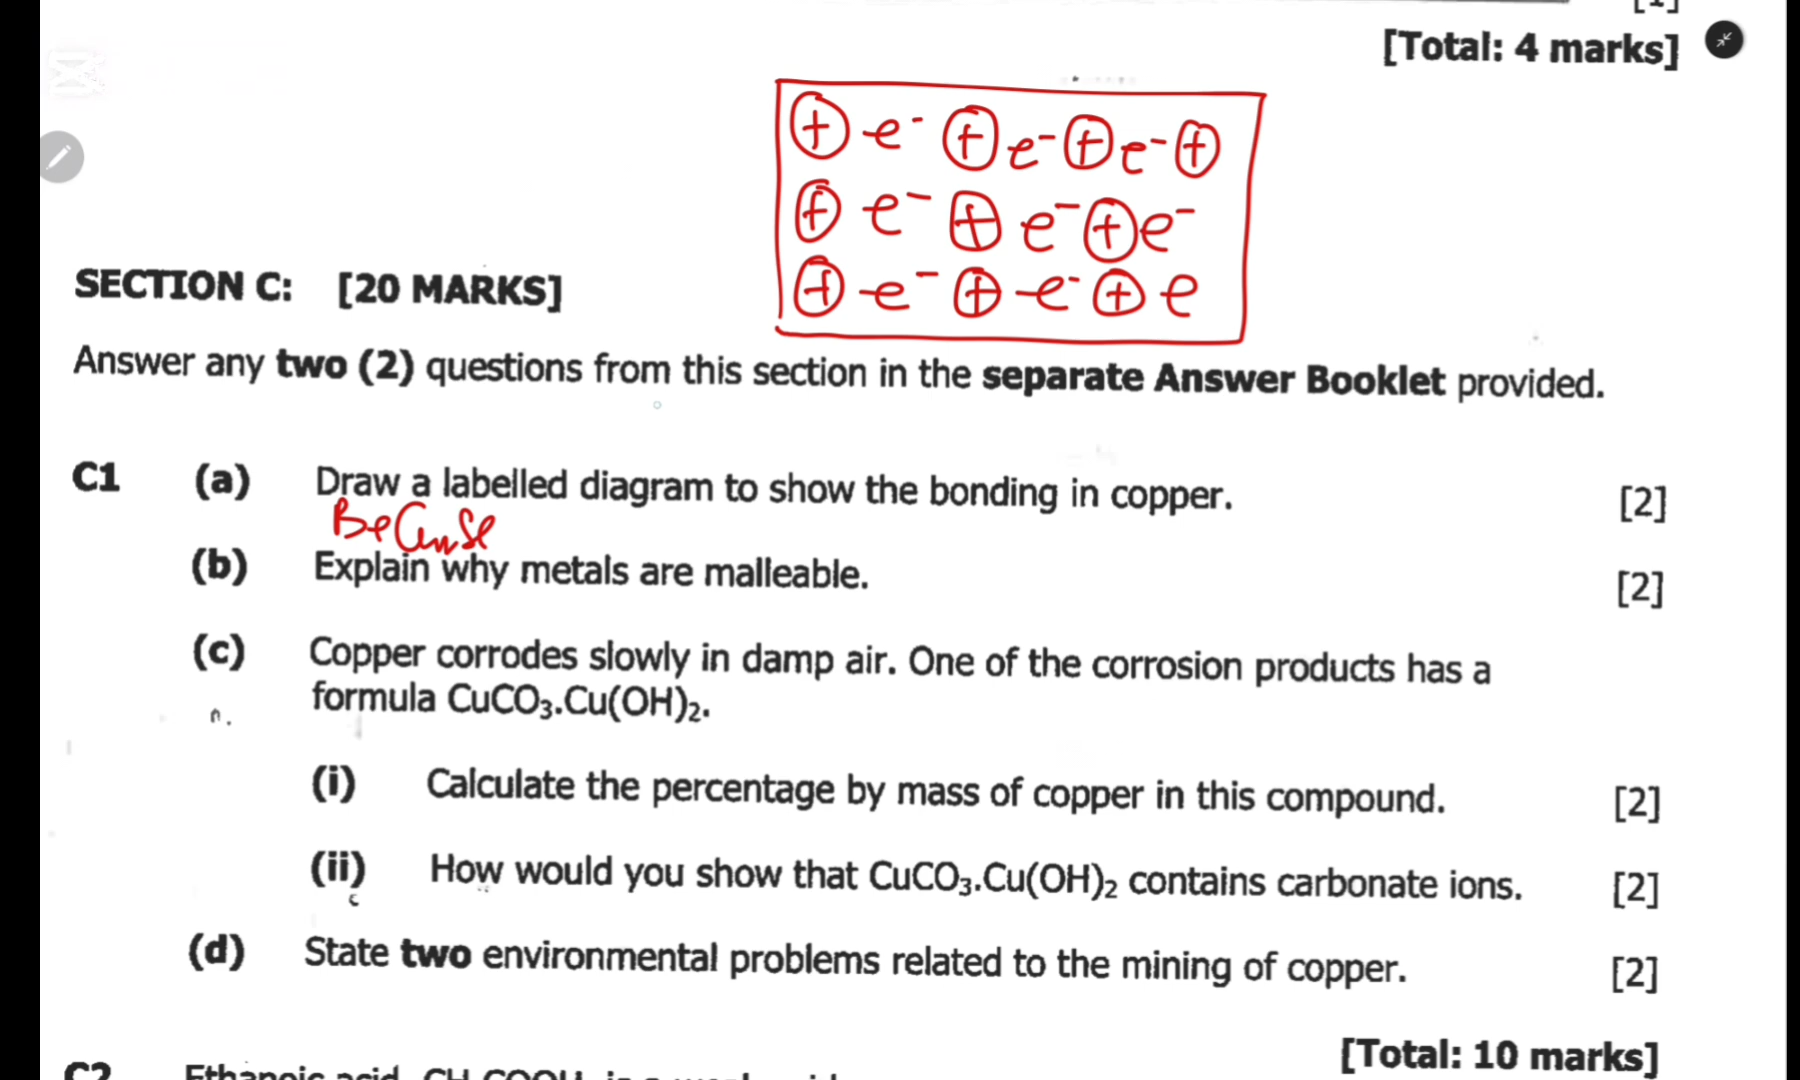 [1]
[Total: 4 marks]
+ e⁻ + e⁻ + e⁻ +
+ e⁻ + e⁻ + e⁻
+ e⁻ + e⁻ + e
SECTION C: [20 MARKS]
Answer any two (2) questions from this section in the separate Answer Booklet provided.
C1 (a) Draw a labelled diagram to show the bonding in copper. [2]
(b) Explain why metals are malleable. [2]
(c) Copper corrodes slowly in damp air. One of the corrosion products has a
formula CuCO₃.Cu(OH)₂.
(i) Calculate the percentage by mass of copper in this compound. [2]
(ii) How would you show that CuCO₃.Cu(OH)₂ contains carbonate ions. [2]
(d) State two environmental problems related to the mining of copper. [2]
[Total: 10 marks]
C2